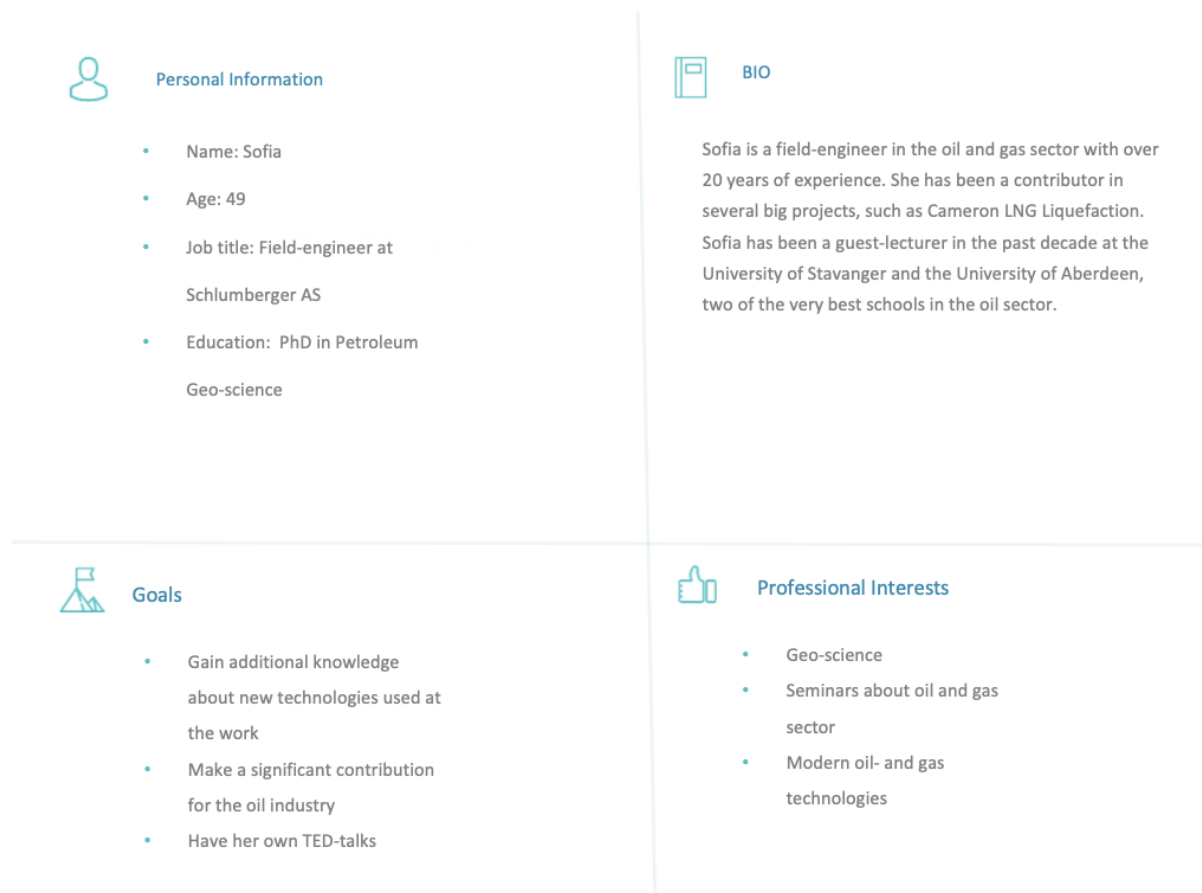 Personal Information
• Name: Sofia
• Age: 49
• Job title: Field-engineer at
Schlumberger AS
• Education:  PhD in Petroleum
Geo-science
BIO
Sofia is a field-engineer in the oil and gas sector with over
20 years of experience. She has been a contributor in
several big projects, such as Cameron LNG Liquefaction.
Sofia has been a guest-lecturer in the past decade at the
University of Stavanger and the University of Aberdeen,
two of the very best schools in the oil sector.
Goals
• Gain additional knowledge
about new technologies used at
the work
• Make a significant contribution
for the oil industry
• Have her own TED-talks
Professional Interests
• Geo-science
• Seminars about oil and gas
sector
• Modern oil- and gas
technologies